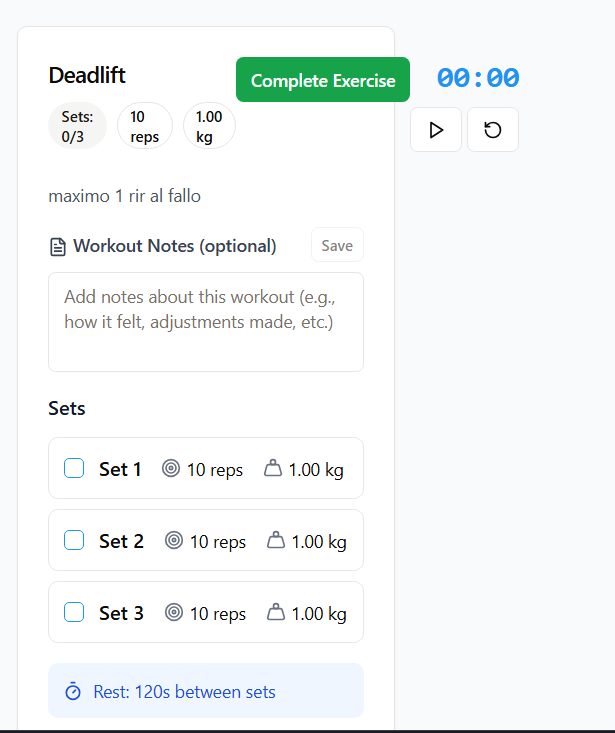 Deadlift
Complete Exercise
00:00
Sets:
0/3
10
reps
1.00
kg
maximo 1 rir al fallo
Workout Notes (optional)
Save
Add notes about this workout (e.g.,
how it felt, adjustments made, etc.)
Sets
Set 1 10 reps 1.00 kg
Set 2 10 reps 1.00 kg
Set 3 10 reps 1.00 kg
Rest: 120s between sets